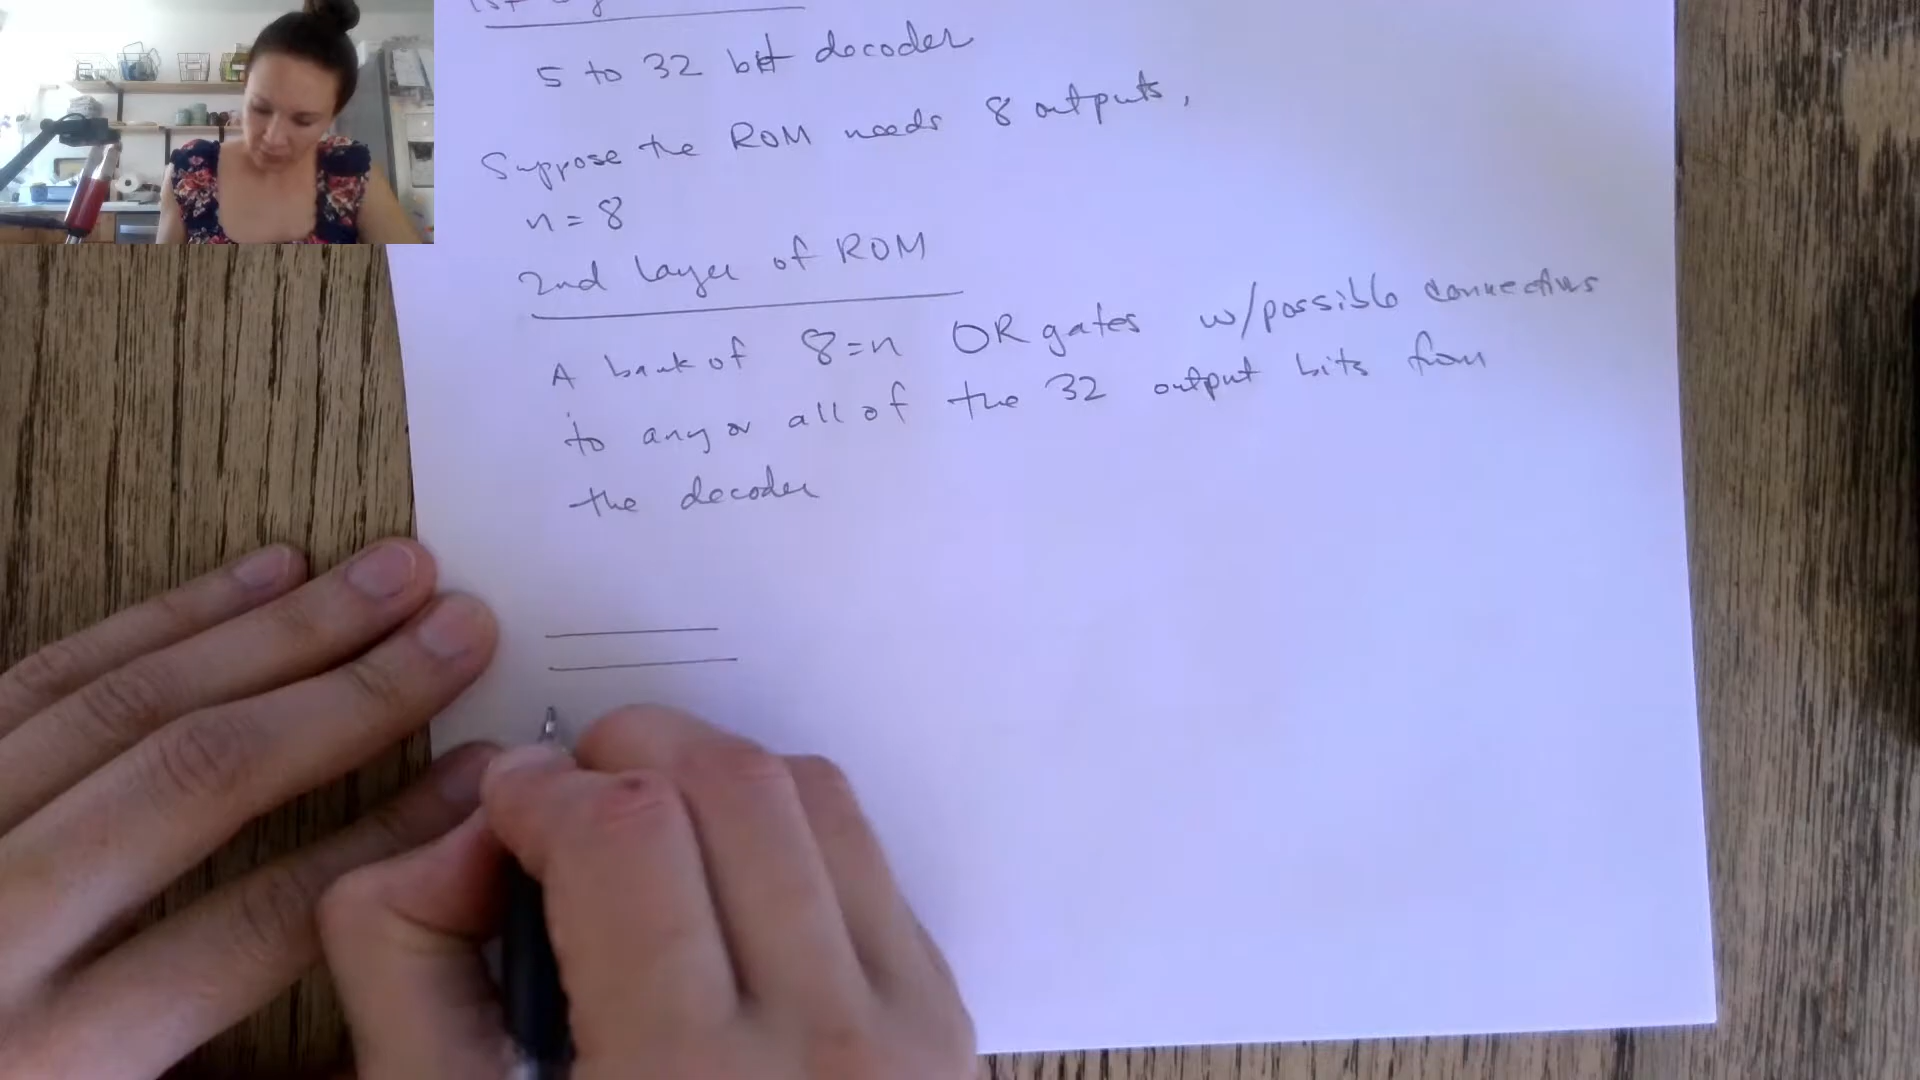 5 to 32 bit decoder
Suppose the ROM needs 8 outputs,
n = 8
2nd layer of ROM
A bank of 8=n OR gates w/possible connections
to any or all of the 32 output bits from
the decoder